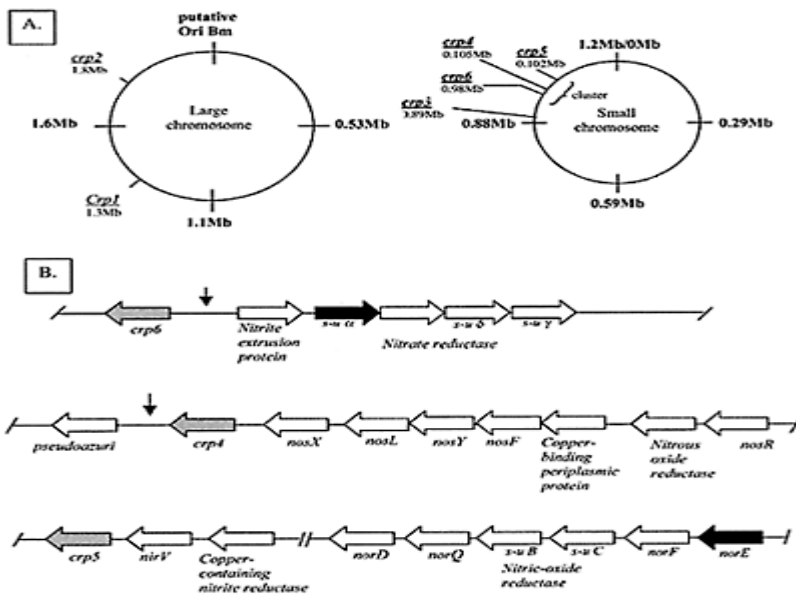 A.
putative
Ori Bm
crp2
1.8Mb
1.6Mb
Large
chromosome
0.53Mb
Crp1
1.3Mb
1.1Mb
crp4
0.105Mb
crp5
0.102Mb
1.2Mb/0Mb
crp6
0.98Mb
cluster
crp3
0.89Mb
0.88Mb
Small
chromosome
0.29Mb
0.59Mb
B.
crp6
Nitrite
extrusion
protein
s-u α
s-u δ
s-u γ
Nitrate reductase
pseudoazuri
crp4
nosX
nosL
nosY
nosF
Copper-
binding
periplasmic
protein
Nitrous
oxide
reductase
nosR
crp5
nirV
Copper-
containing
nitrite reductase
norD
norQ
s-u B
s-u C
Nitric-oxide
reductase
norF
norE